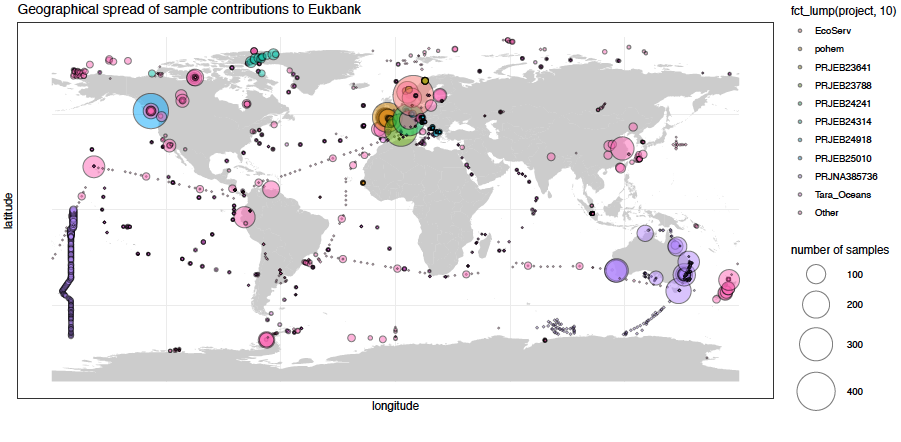 Geographical spread of sample contributions to Eukbank
latitude
longitude
fct_lump(project, 10)
EcoServ
pohem
PRJEB23641
PRJEB23788
PRJEB24241
PRJEB24314
PRJEB24918
PRJEB25010
PRJNA385736
Tara_Oceans
Other
number of samples
100
200
300
400